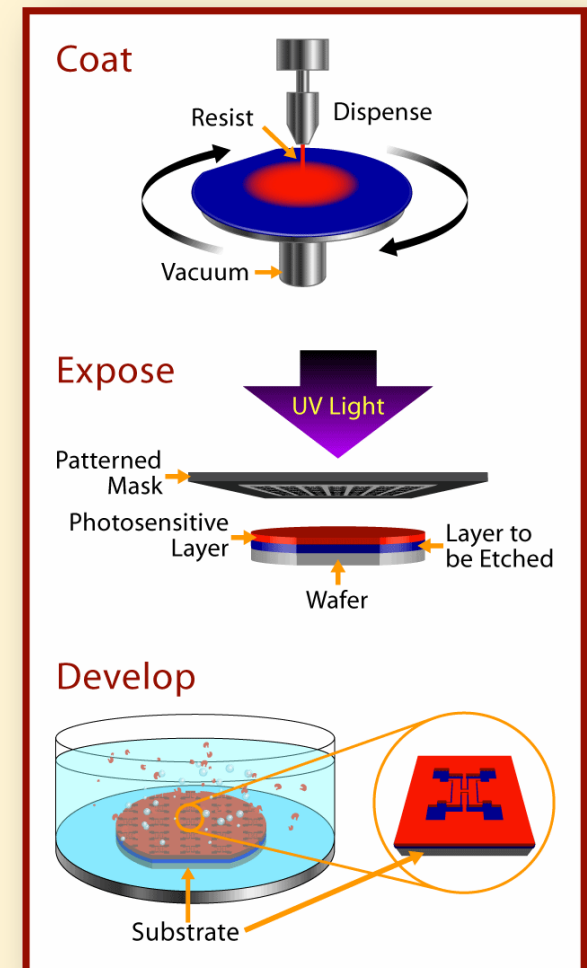 Coat
Resist
Dispense
Vacuum
Expose
UV Light
Patterned
Mask
Photosensitive
Layer
Layer to
be Etched
Wafer
Develop
Substrate